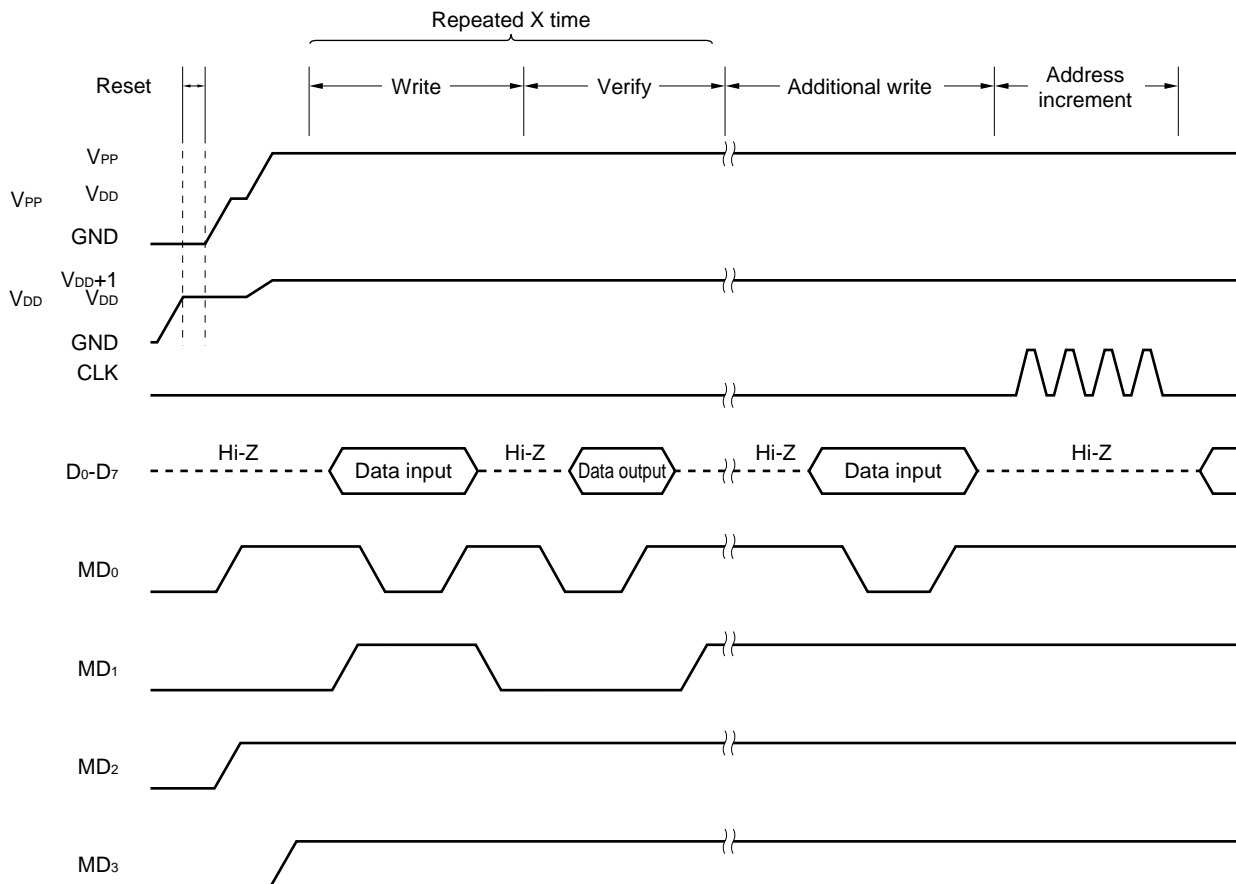 Repeated X time
Reset
Write
Verify
Additional write
Address
increment
VPP
VPP
VDD
GND
VDD
VDD+1
VDD
GND
CLK
D0-D7
Hi-Z
Data input
Hi-Z
Data output
Hi-Z
Data input
Hi-Z
MD0
MD1
MD2
MD3